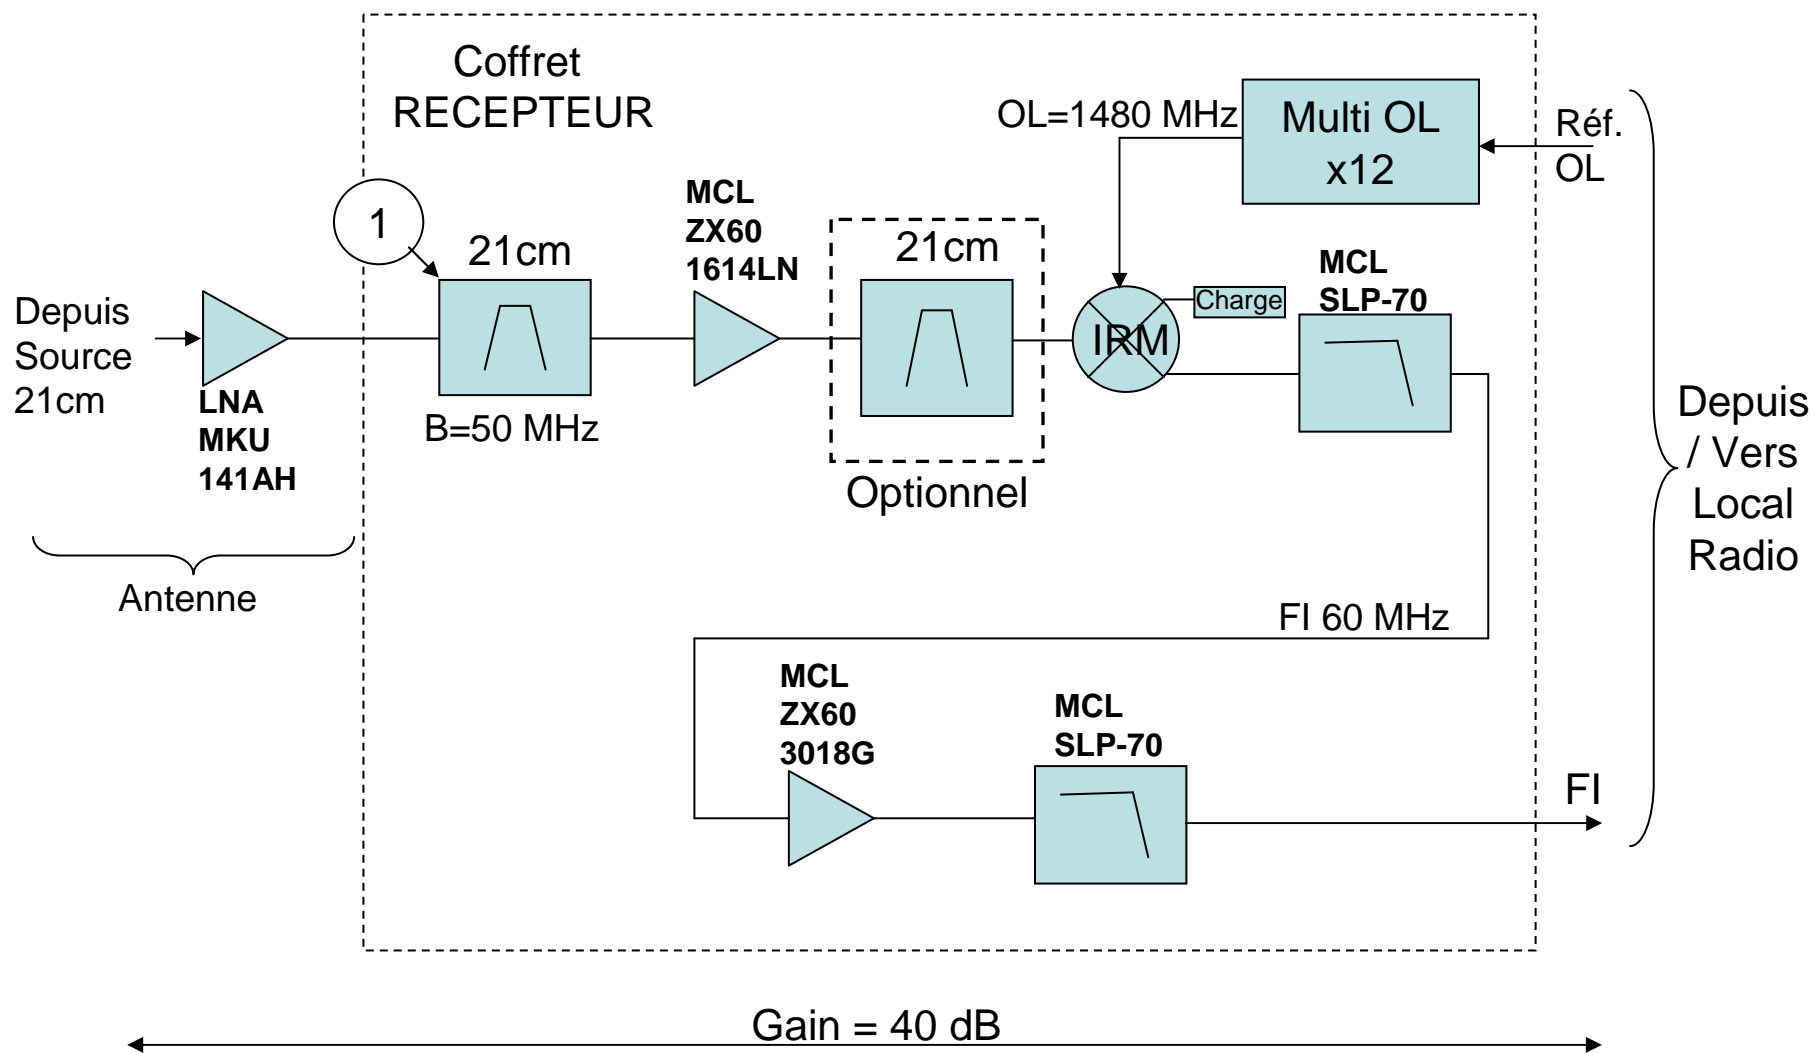 Coffret
RECEPTEUR
OL=1480 MHz
Multi OL
x12
Réf.
OL
1
21cm
MCL
ZX60
1614LN
21cm
MCL
SLP-70
Charge
IRM
Depuis
Source
21cm
LNA
MKU
141AH
B=50 MHz
Optionnel
Depuis
/ Vers
Local
Radio
Antenne
FI 60 MHz
MCL
ZX60
3018G
MCL
SLP-70
FI
Gain = 40 dB